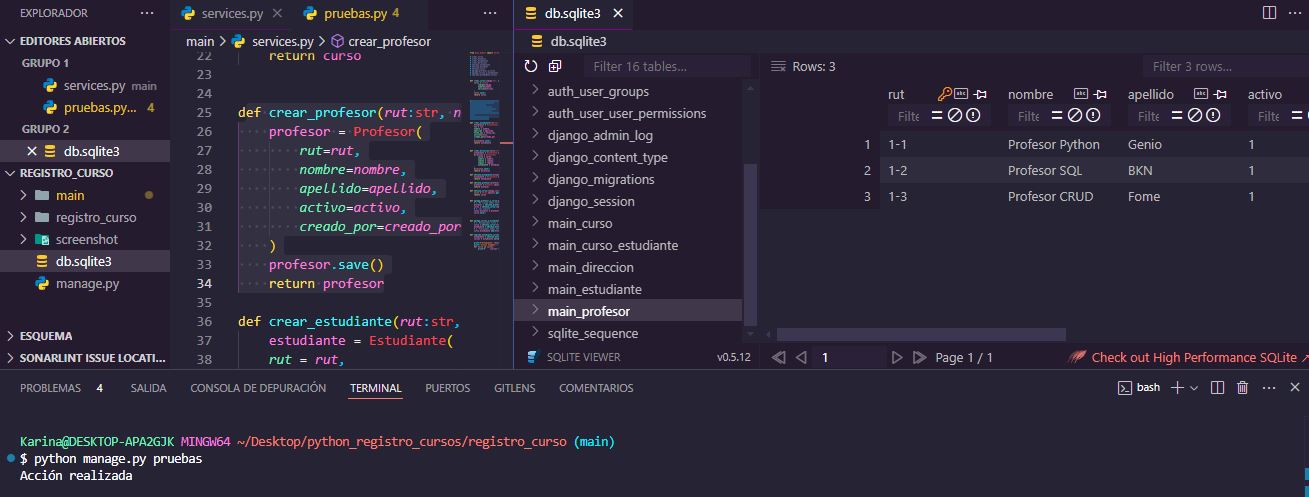 EXPLORADOR ···
EDITORES ABIERTOS
GRUPO 1
services.py main
pruebas.py... 4
GRUPO 2
db.sqlite3
REGISTRO_CURSO
main
registro_curso
screenshot
db.sqlite3
manage.py
ESQUEMA
SONARLINT ISSUE LOCATI...
services.py
pruebas.py 4
···
main > services.py > crear_profesor
22 return curso
23
24
25 def crear_profesor(rut:str, n
26 profesor = Profesor(
27 rut=rut,
28 nombre=nombre,
29 apellido=apellido,
30 activo=activo,
31 creado_por=creado_por
32 )
33 profesor.save()
34 return profesor
35
36 def crear_estudiante(rut:str,
37 estudiante = Estudiante(
38 rut = rut,
db.sqlite3
···
db.sqlite3
Filter 16 tables...
auth_user_groups
auth_user_user_permissions
django_admin_log
django_content_type
django_migrations
django_session
main_curso
main_curso_estudiante
main_direccion
main_estudiante
main_profesor
sqlite_sequence
SQLITE VIEWER v0.5.12
Rows: 3
Filter 3 rows...
rut nombre apellido activo
Filte Filte Filte Filte
1 1-1 Profesor Python Genio 1
2 1-2 Profesor SQL BKN 1
3 1-3 Profesor CRUD Fome 1
1 Page 1 / 1 Check out High Performance SQLite
PROBLEMAS 4 SALIDA CONSOLA DE DEPURACIÓN TERMINAL PUERTOS GITLENS COMENTARIOS
bash
···
Karina@DESKTOP-APA2GJK MINGW64 ~/Desktop/python_registro_cursos/registro_curso (main)
$ python manage.py pruebas
Acción realizada